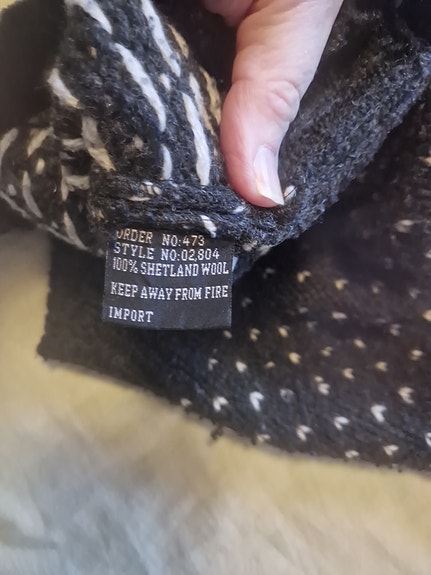 ORDER NO:473
STYLE NO:02,804
100% SHETLAND WOOL
KEEP AWAY FROM FIRE
IMPORT